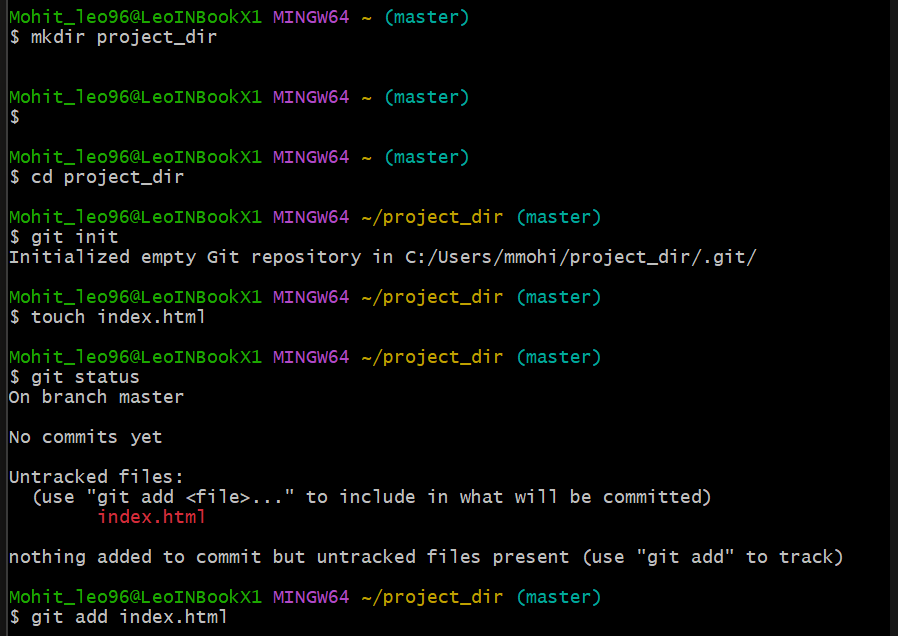 Mohit_leo96@LeoINBookX1 MINGW64 ~ (master)
$ mkdir project_dir
Mohit_leo96@LeoINBookX1 MINGW64 ~ (master)
$
Mohit_leo96@LeoINBookX1 MINGW64 ~ (master)
$ cd project_dir
Mohit_leo96@LeoINBookX1 MINGW64 ~/project_dir (master)
$ git init
Initialized empty Git repository in C:/Users/mmohi/project_dir/.git/
Mohit_leo96@LeoINBookX1 MINGW64 ~/project_dir (master)
$ touch index.html
Mohit_leo96@LeoINBookX1 MINGW64 ~/project_dir (master)
$ git status
On branch master
No commits yet
Untracked files:
  (use "git add <file>..." to include in what will be committed)
        index.html
nothing added to commit but untracked files present (use "git add" to track)
Mohit_leo96@LeoINBookX1 MINGW64 ~/project_dir (master)
$ git add index.html